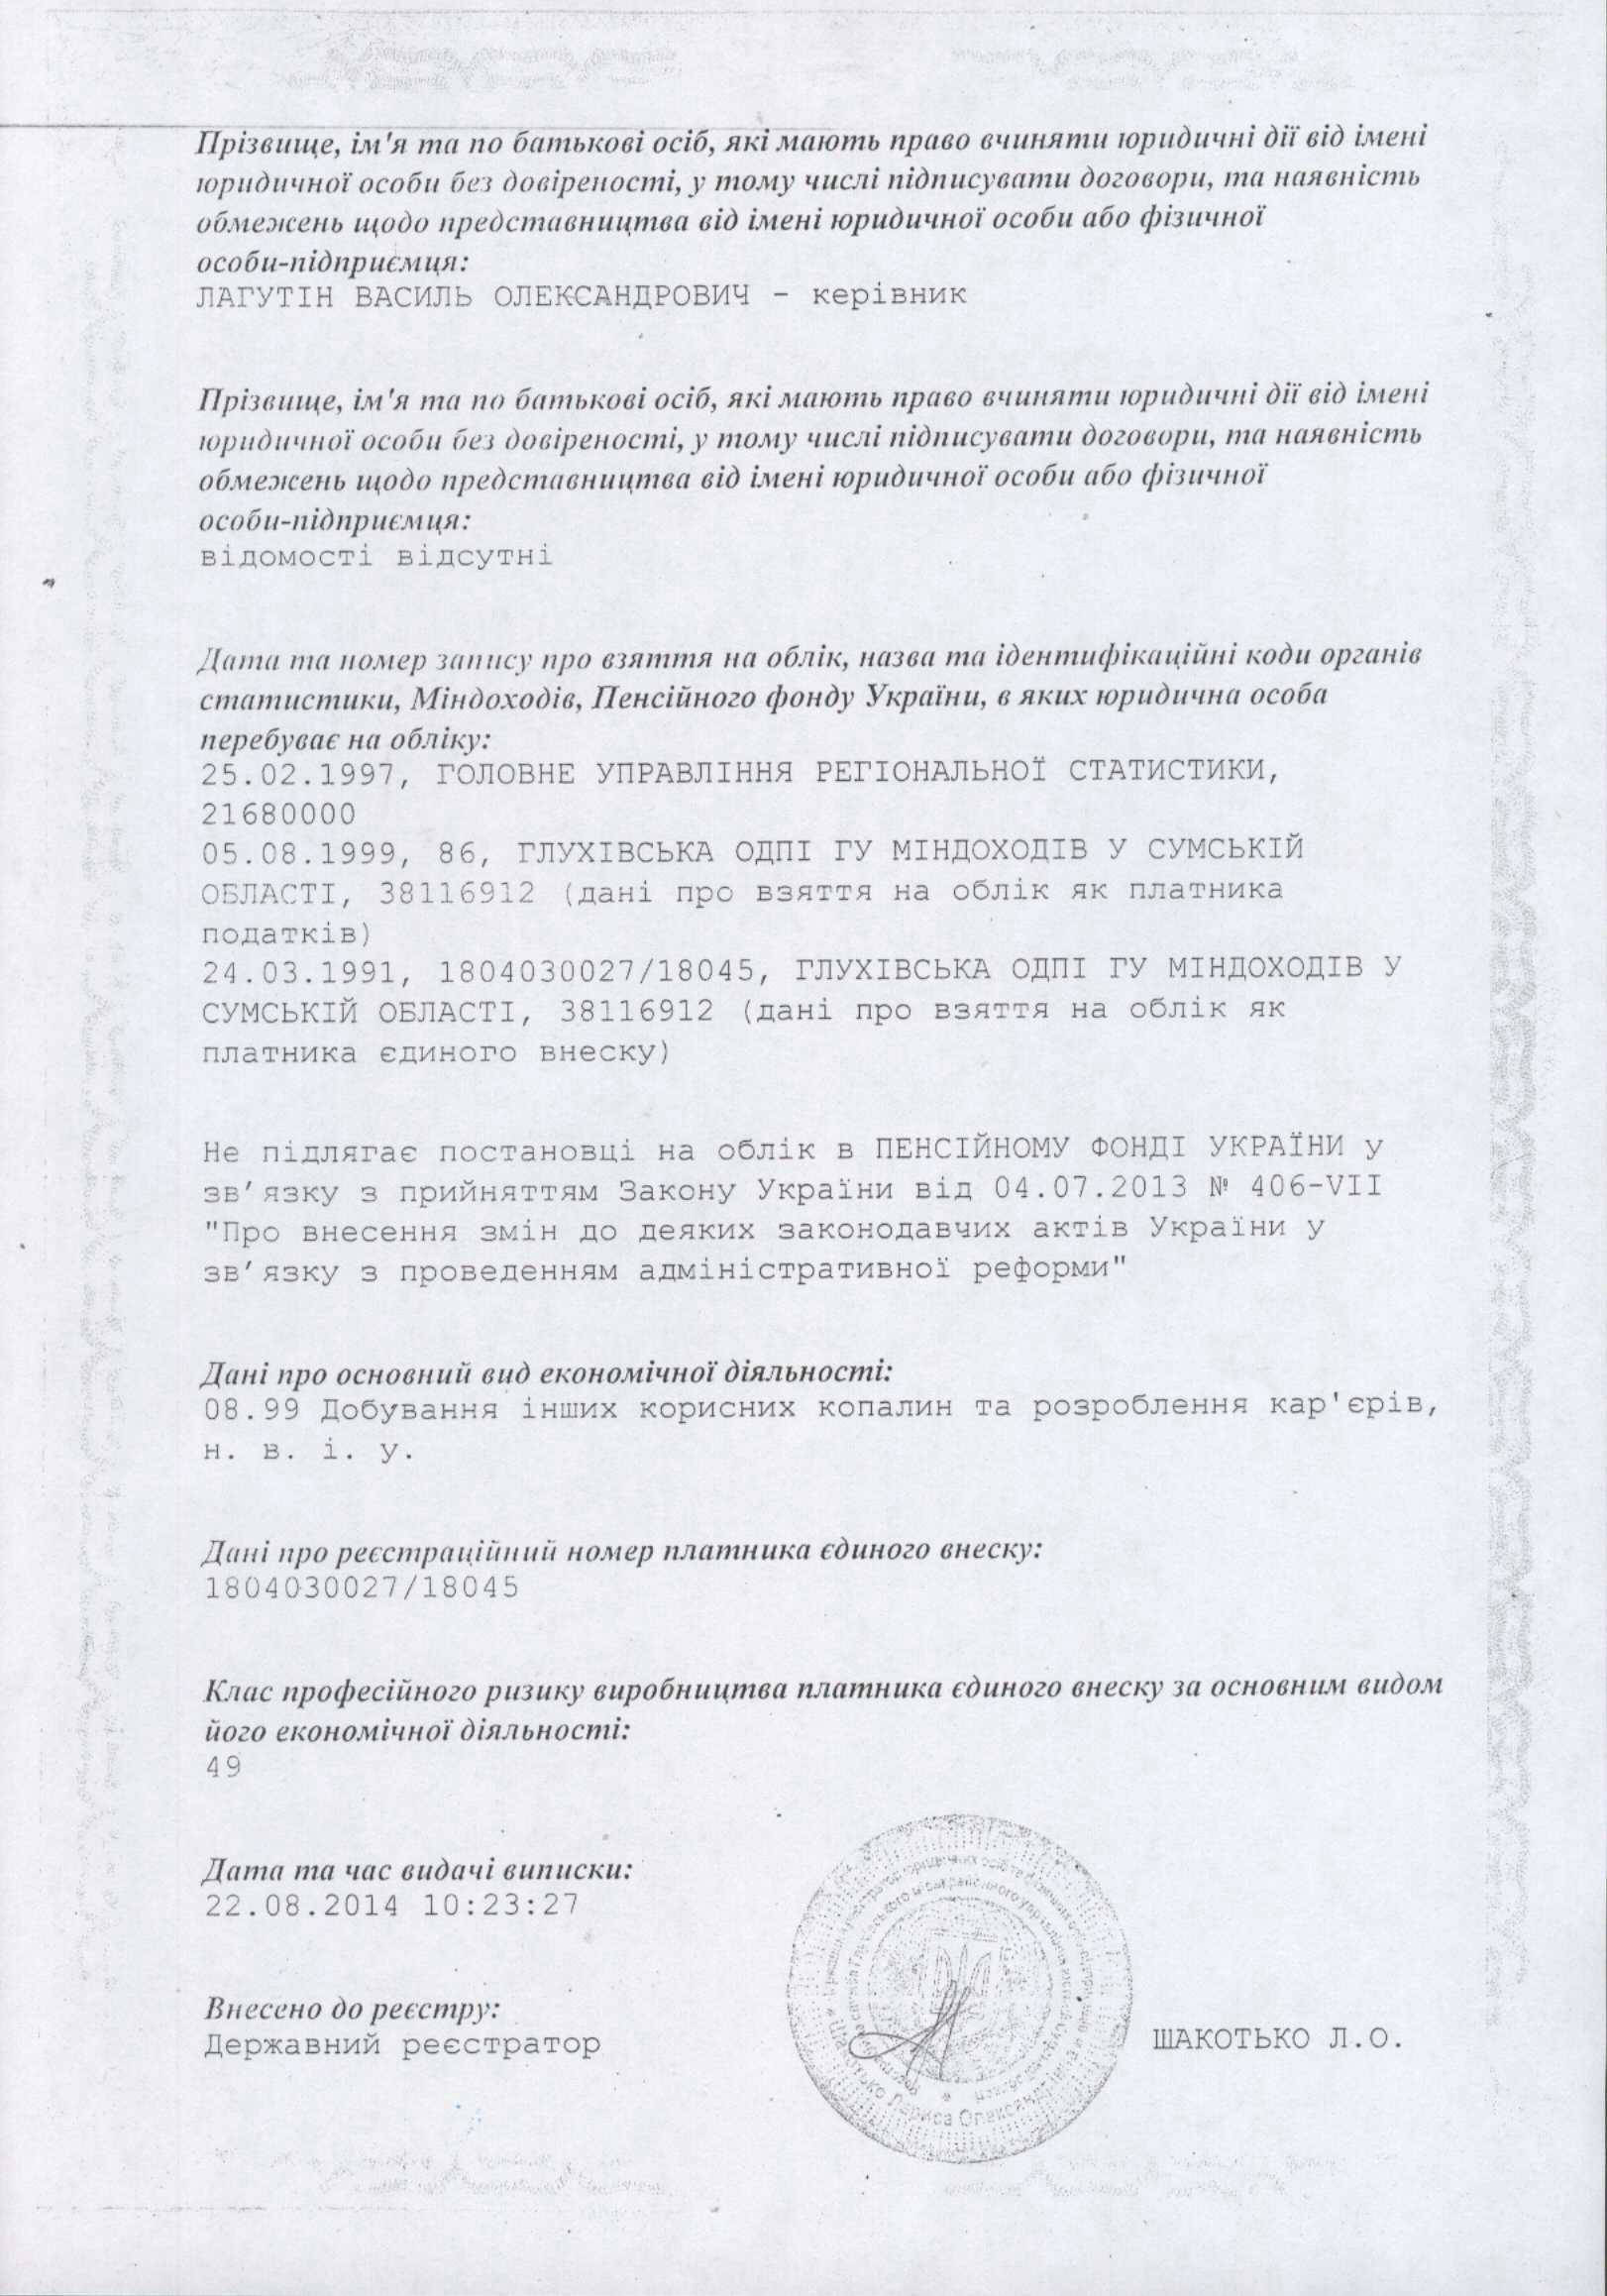 Прізвище, ім'я та по батькові осіб, які мають право вчиняти юридичні дії від імені
юридичної особи без довіреності, у тому числі підписувати договори, та наявність
обмежень щодо представництва від імені юридичної особи або фізичної
особи-підприємця:
ЛАГУТІН ВАСИЛЬ ОЛЕКСАНДРОВИЧ - керівник
Прізвище, ім'я та по батькові осіб, які мають право вчиняти юридичні дії від імені
юридичної особи без довіреності, у тому числі підписувати договори, та наявність
обмежень щодо представництва від імені юридичної особи або фізичної
особи-підприємця:
відомості відсутні
Дата та номер запису про взяття на облік, назва та ідентифікаційні коди органів
статистики, Міндоходів, Пенсійного фонду України, в яких юридична особа
перебуває на обліку:
25.02.1997, ГОЛОВНЕ УПРАВЛІННЯ РЕГІОНАЛЬНОЇ СТАТИСТИКИ,
21680000
05.08.1999, 86, ГЛУХІВСЬКА ОДПІ ГУ МІНДОХОДІВ У СУМСЬКІЙ
ОБЛАСТІ, 38116912 (дані про взяття на облік як платника
податків)
24.03.1991, 1804030027/18045, ГЛУХІВСЬКА ОДПІ ГУ МІНДОХОДІВ У
СУМСЬКІЙ ОБЛАСТІ, 38116912 (дані про взяття на облік як
платника єдиного внеску)
Не підлягає постановці на облік в ПЕНСІЙНОМУ ФОНДІ УКРАЇНИ у
зв’язку з прийняттям Закону України від 04.07.2013 № 406-VII
"Про внесення змін до деяких законодавчих актів України у
зв’язку з проведенням адміністративної реформи"
Дані про основний вид економічної діяльності:
08.99 Добування інших корисних копалин та розроблення кар'єрів,
н. в. і. у.
Дані про реєстраційний номер платника єдиного внеску:
1804030027/18045
Клас професійного ризику виробництва платника єдиного внеску за основним видом
його економічної діяльності:
49
Дата та час видачі виписки:
22.08.2014 10:23:27
Внесено до реєстру:
Державний реєстратор
ШАКОТЬКО Л.О.